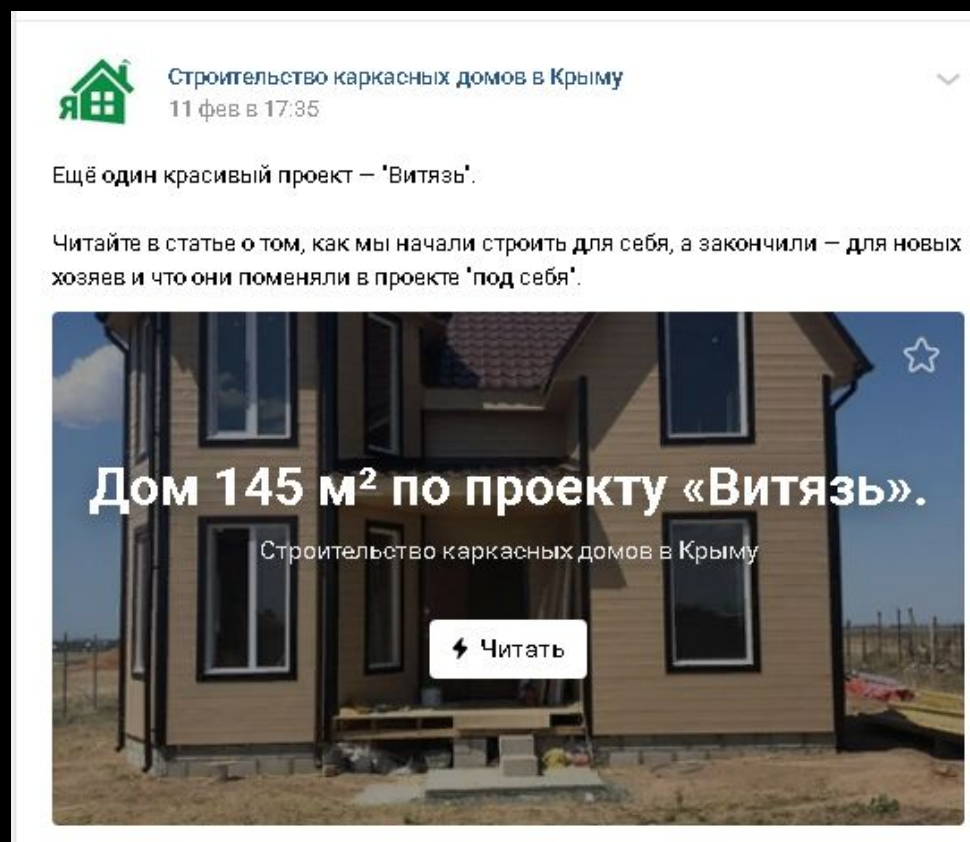 Я
Строительство каркасных домов в Крыму
11 фев в 17:35
Ещё один красивый проект — "Витязь".
Читайте в статье о том, как мы начали строить для себя, а закончили — для новых
хозяев и что они поменяли в проекте "под себя".
Дом 145 м² по проекту «Витязь».
Строительство каркасных домов в Крыму
Читать